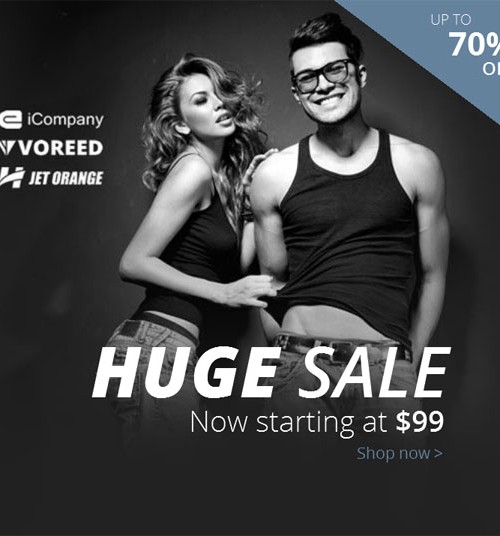 UP TO
70%
iCompany
VOREED
JET ORANGE
HUGE SALE
Now starting at $99
Shop now >